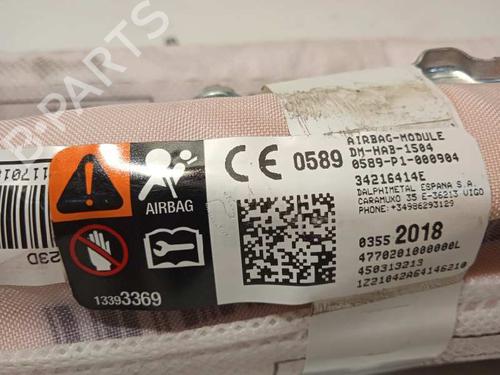 AIRBAG-MODULE
DM-HAB-1504
0589-P1-000904
CE 0589
34216414E
DALPHIMETAL ESPANA S.A.
CARAMUXO 35 E-36213 VIGO
PHONE:+34986293129
AIRBAG
0355 2018
4770201000000L
450313213
1Z21042A64146210
13393369
B-PARTS